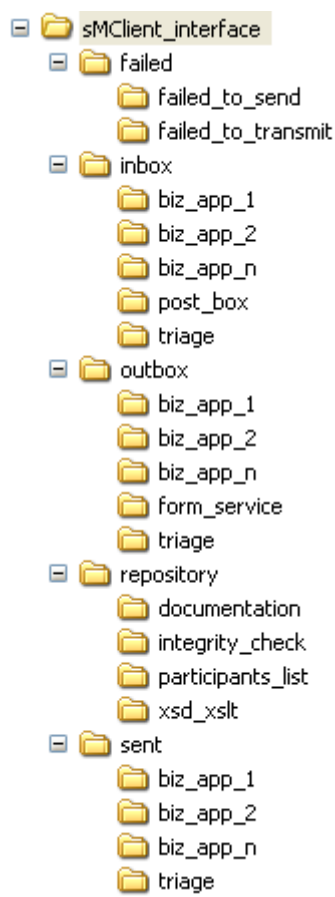 sMClient_interface
failed
failed_to_send
failed_to_transmit
inbox
biz_app_1
biz_app_2
biz_app_n
post_box
triage
outbox
biz_app_1
biz_app_2
biz_app_n
form_service
triage
repository
documentation
integrity_check
participants_list
xsd_xslt
sent
biz_app_1
biz_app_2
biz_app_n
triage